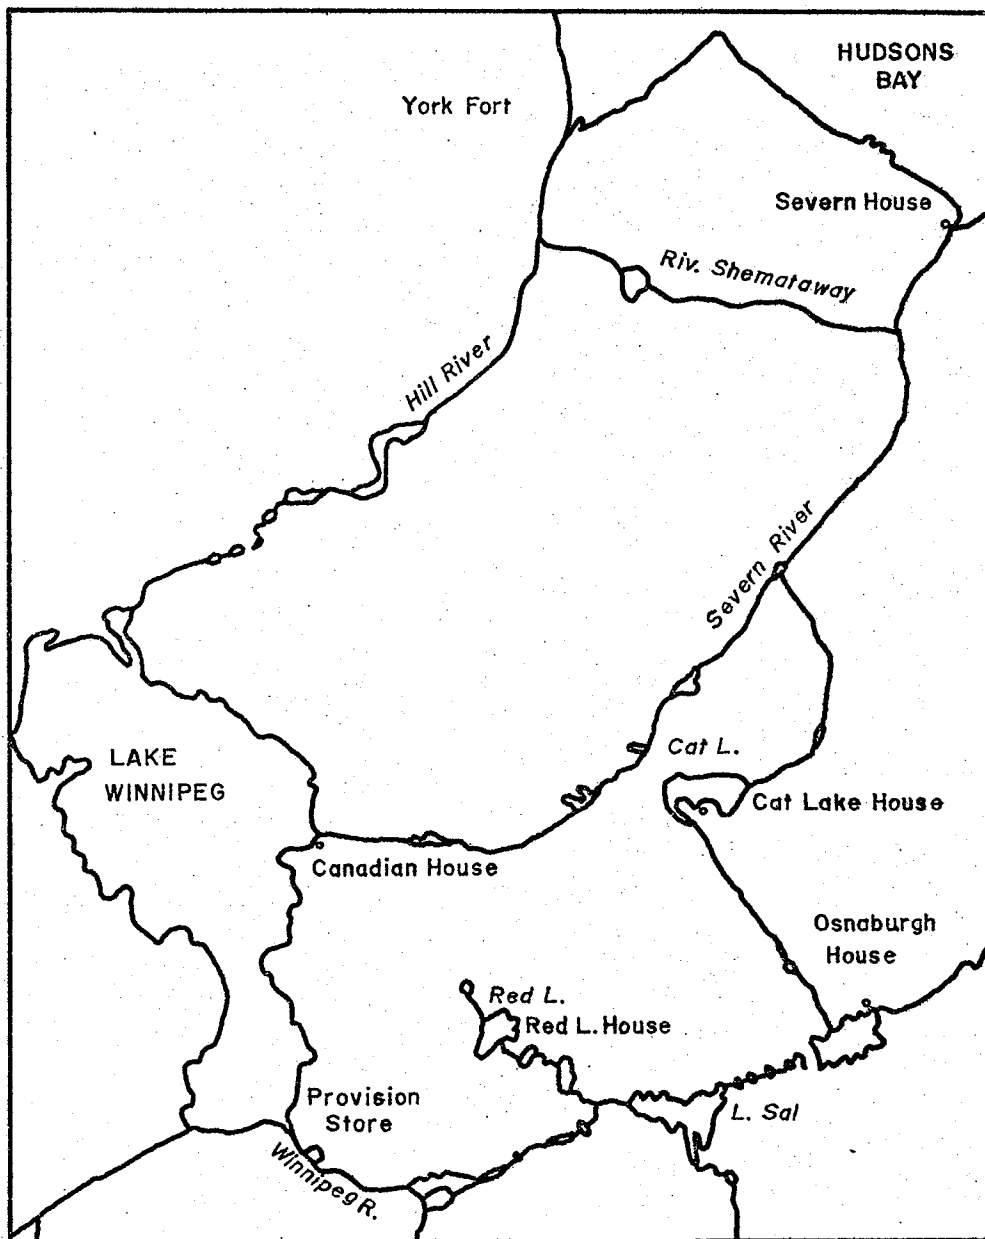 HUDSONS
BAY
York Fort
Severn House
Riv. Shemataway
Hill River
Severn River
Cat L.
LAKE
WINNIPEG
Cat Lake House
Canadian House
Osnaburgh
House
Red L.
Red L. House
Provision
Store
L. Sal
Winnipeg R.